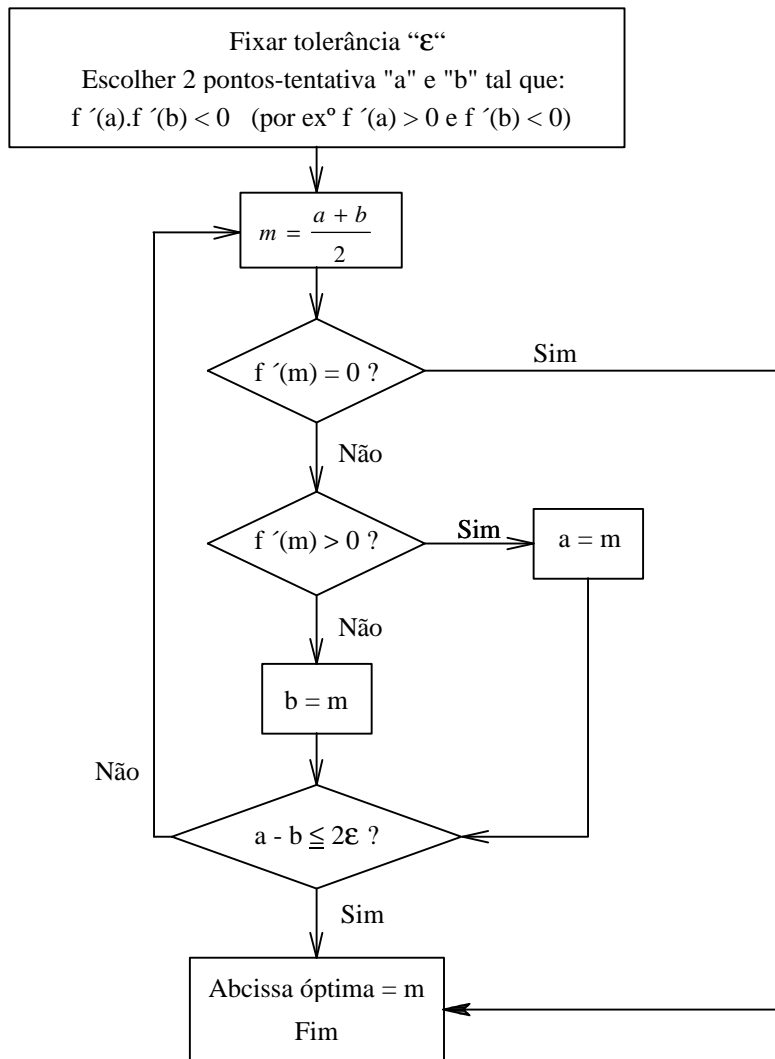 Fixar tolerância “ε“
Escolher 2 pontos-tentativa "a" e "b" tal que:
f ´(a).f ´(b) < 0 (por exº f ´(a) > 0 e f ´(b) < 0)
m = a + b / 2
f ´(m) = 0 ?
Sim
Não
f ´(m) > 0 ?
Sim
a = m
Não
b = m
Não
a - b ≦ 2ε ?
Sim
Abcissa óptima = m
Fim